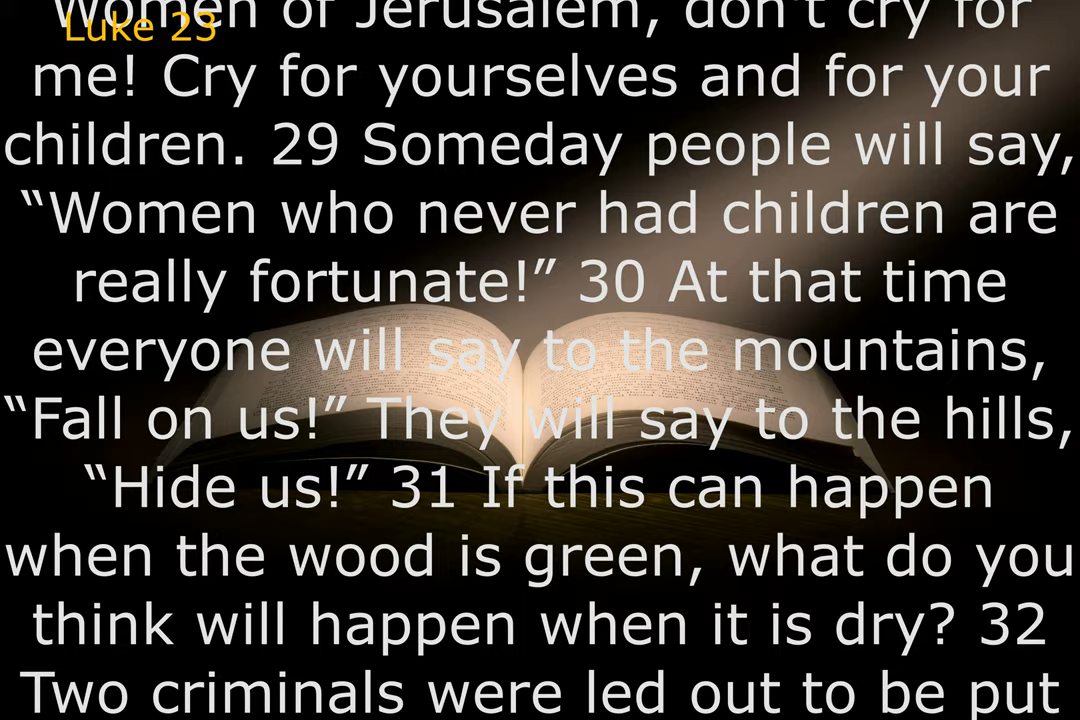 Women of Jerusalem, don't cry for
Luke 23
me! Cry for yourselves and for your
children. 29 Someday people will say,
“Women who never had children are
really fortunate!” 30 At that time
everyone will say to the mountains,
“Fall on us!” They will say to the hills,
“Hide us!” 31 If this can happen
when the wood is green, what do you
think will happen when it is dry? 32
Two criminals were led out to be put